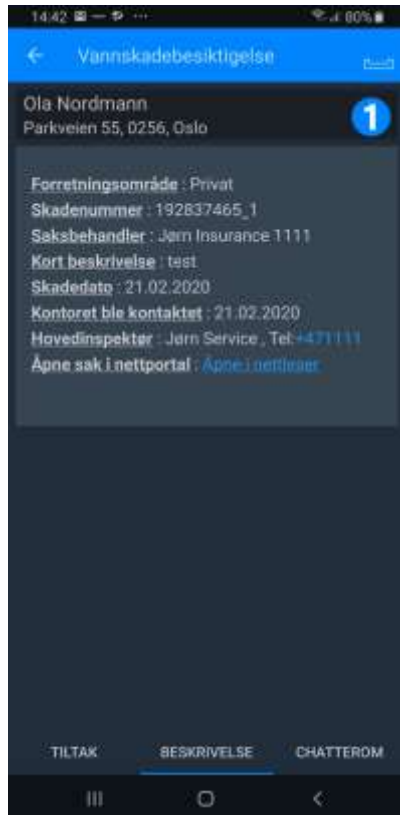 14:42
80%
Vannskadebesiktigelse
Ola Nordmann
Parkveien 55, 0256, Oslo
1
Forretningsområde : Privat
Skadenummer : 192837465_1
Saksbehandler : Jørn Insurance 1111
Kort beskrivelse : test
Skadedato : 21.02.2020
Kontoret ble kontaktet : 21.02.2020
Hovedinspektør : Jørn Service , Tel:+471111
Åpne sak i nettportal : Åpne i nettleser.
TILTAK BESKRIVELSE CHATTEROM